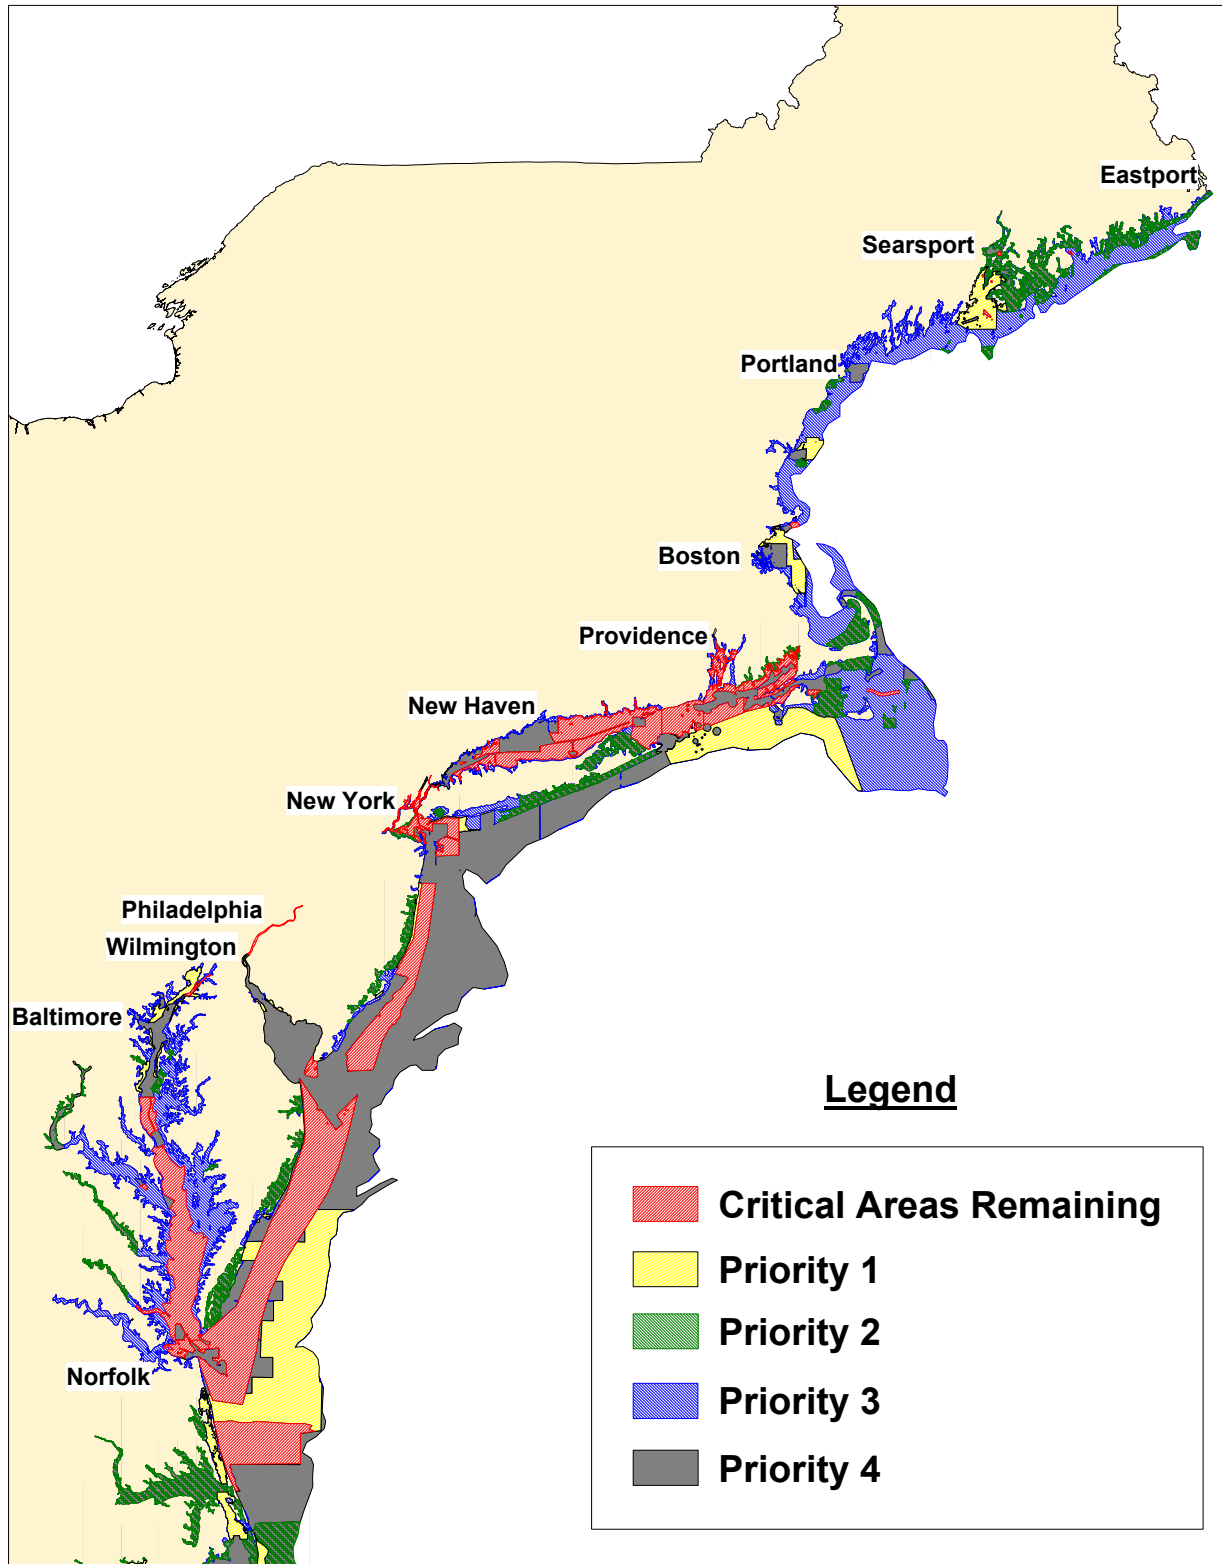 Eastport
Searsport
Portland
Boston
Providence
New Haven
New York
Philadelphia
Wilmington
Baltimore
Norfolk
Legend
Critical Areas Remaining
Priority 1
Priority 2
Priority 3
Priority 4